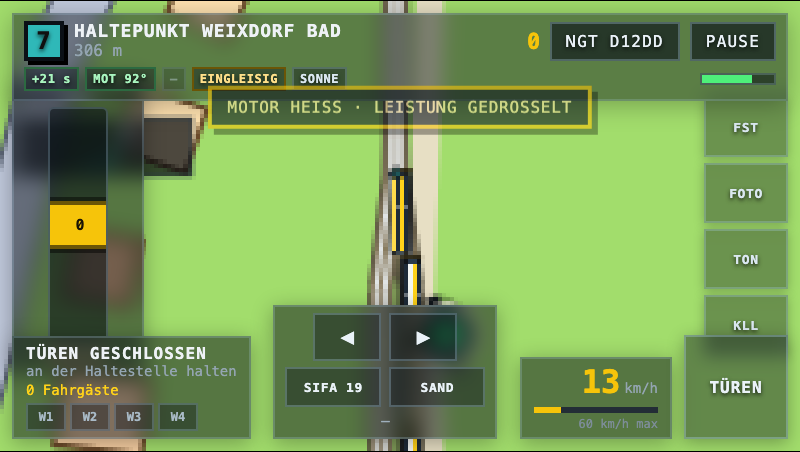 7 HALTEPUNKT WEIXDORF BAD
306 m
0 NGT D12DD PAUSE
+21 s MOT 92° — EINGLEISIG SONNE
MOTOR HEISS · LEISTUNG GEDROSSELT
FST
FOTO
TON
KLL
0
TÜREN GESCHLOSSEN
an der Haltestelle halten
0 Fahrgäste
W1 W2 W3 W4
◀ ▶
SIFA 19 SAND
—
13 km/h
60 km/h max
TÜREN